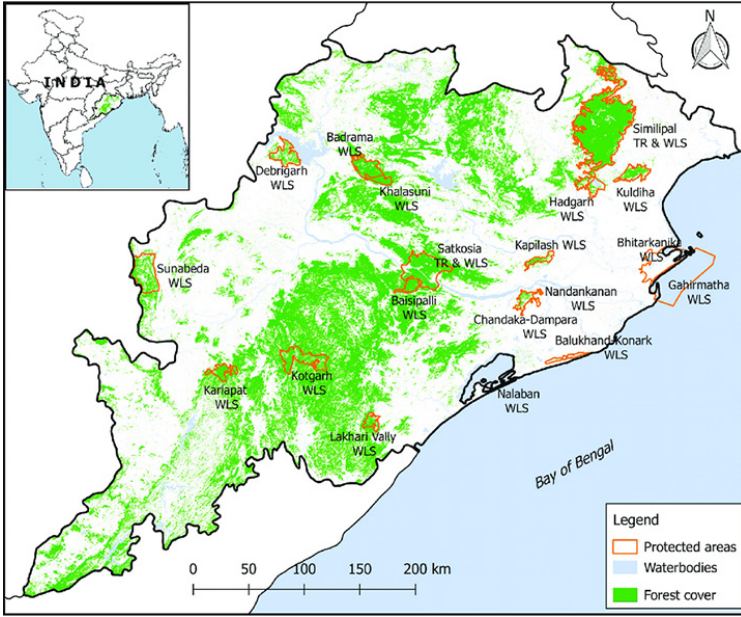 INDIA
N
Similipal
TR & WLS
Badrama
WLS
Debrigarh
WLS
Khalasuni
WLS
Hadgarh
WLS
Kuldiha
WLS
Sunabeda
WLS
Satkosia
TR & WLS
Kapilash WLS
Bhitarkanika
WLS
Gahirmatha
WLS
Baisipalli
WLS
Nandankanan
WLS
Chandaka-Dampara
WLS
Balukhand-Konark
WLS
Karlapat
WLS
Kotgarh
WLS
Nalaban
WLS
Lakhari Vally
WLS
Bay of Bengal
Legend
Protected areas
Waterbodies
Forest cover
0 50 100 150 200 km